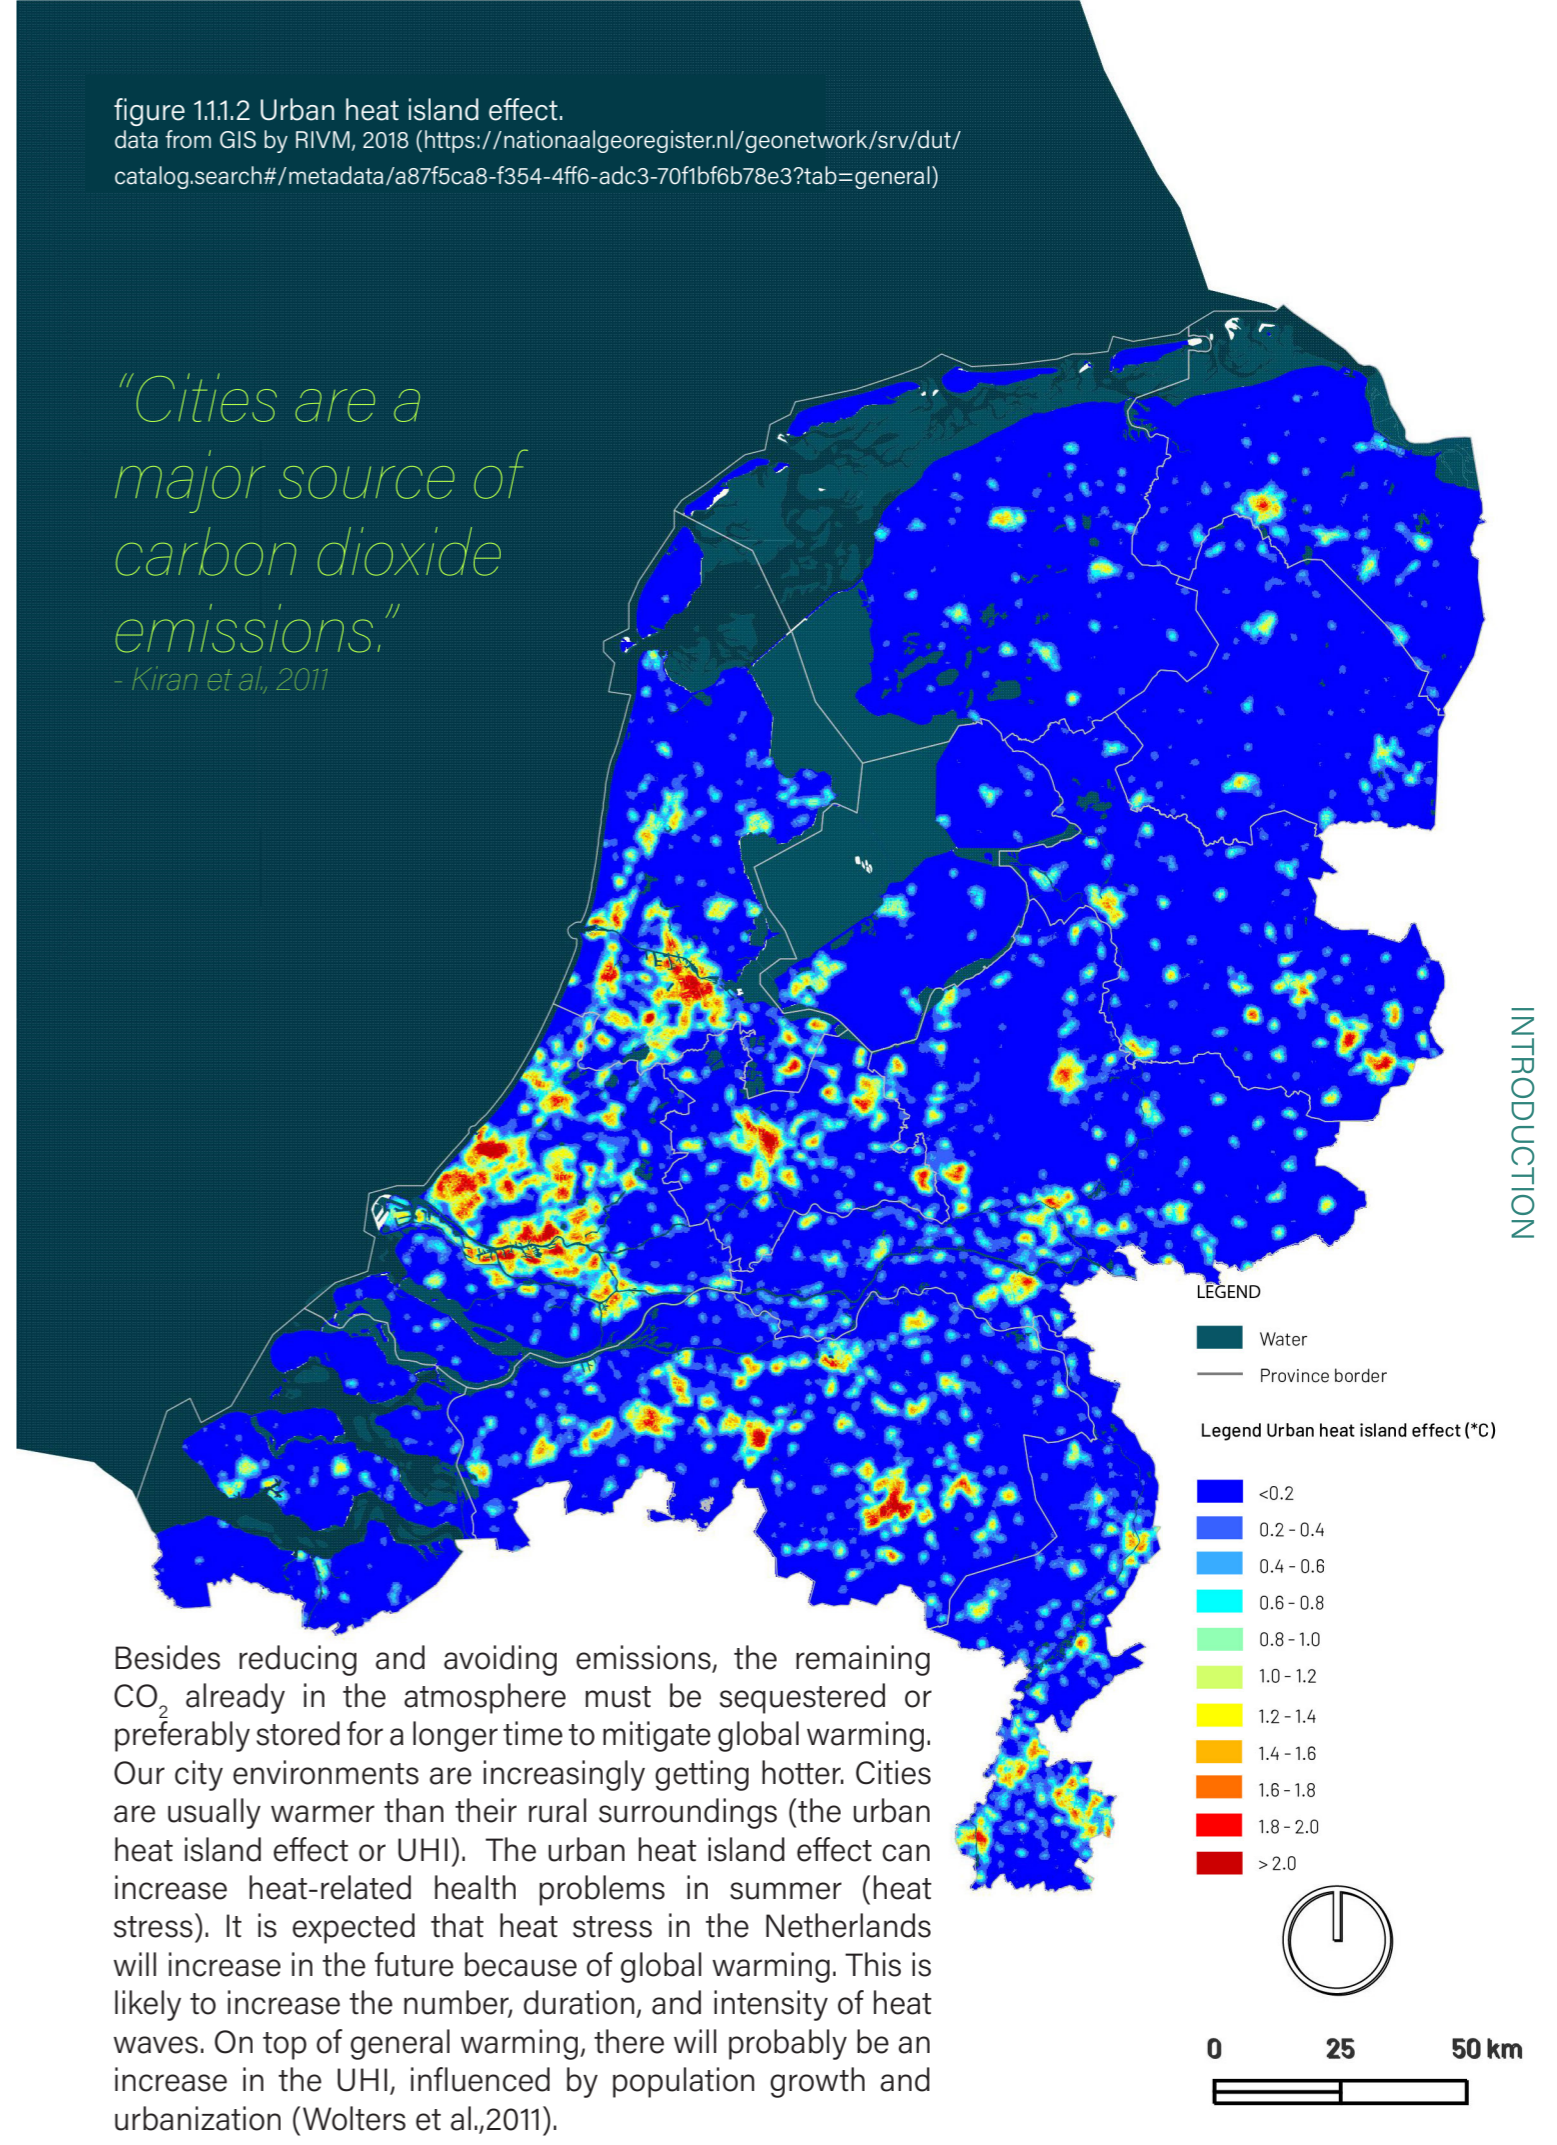 figure 1.1.1.2 Urban heat island effect.
data from GIS by RIVM, 2018 (https://nationaalgeoregister.nl/geonetwork/srv/dut/
catalog.search#/metadata/a87f5ca8-f354-4ff6-adc3-70f1bf6b78e3?tab=general)
“Cities are a
major source of
carbon dioxide
emissions.”
- Kiran et al., 2011
INTRODUCTION
LEGEND
Water
Province border
Legend Urban heat island effect (*C)
<0.2
0.2 - 0.4
0.4 - 0.6
0.6 - 0.8
0.8 - 1.0
1.0 - 1.2
1.2 - 1.4
1.4 - 1.6
1.6 - 1.8
1.8 - 2.0
> 2.0
0 25 50 km
Besides reducing and avoiding emissions, the remaining
CO2 already in the atmosphere must be sequestered or
preferably stored for a longer time to mitigate global warming.
Our city environments are increasingly getting hotter. Cities
are usually warmer than their rural surroundings (the urban
heat island effect or UHI). The urban heat island effect can
increase heat-related health problems in summer (heat
stress). It is expected that heat stress in the Netherlands
will increase in the future because of global warming. This is
likely to increase the number, duration, and intensity of heat
waves. On top of general warming, there will probably be an
increase in the UHI, influenced by population growth and
urbanization (Wolters et al.,2011).